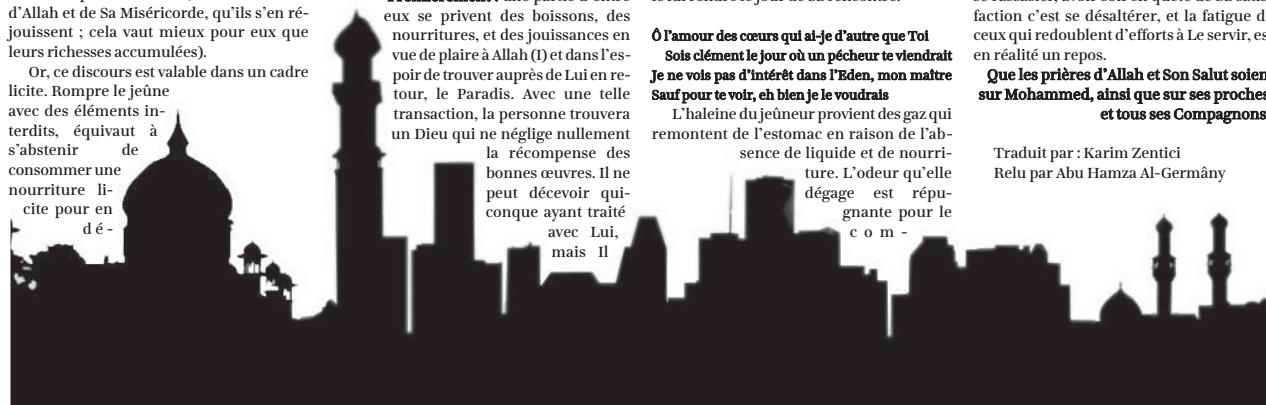 d'Allah et de Sa Miséricorde, qu'ils s'en ré-
jouissent ; cela vaut mieux pour eux que
leurs richesses accumulées).
Or, ce discours est valable dans un cadre
licite. Rompre le jeûne
avec des éléments in-
terdits, équivaut à
s'abstenir de
consommer une
nourriture li-
cite pour en
dé-
eux se privent des boissons, des
nourritures, et des jouissances en
vue de plaire à Allah (I) et dans l'es-
poir de trouver auprès de Lui en re-
tour, le Paradis. Avec une telle
transaction, la personne trouvera
un Dieu qui ne néglige nullement
la récompense des
bonnes œuvres. Il ne
peut décevoir qui-
conque ayant traité
avec Lui,
mais Il
Ô l'amour des cœurs qui ai-je d'autre que Toi
Sois clément le jour où un pécheur te viendrait
Je ne vois pas d'intérêt dans l'Eden, mon maître
Sauf pour te voir, eh bien je le voudrais
L'haleine du jeûneur provient des gaz qui
remontent de l'estomac en raison de l'ab-
sence de liquide et de nourri-
ture. L'odeur qu'elle
dégage est répu-
gnante pour le
com-
faction c'est se désaltérer, et la fatigue d
ceux qui redoublent d'efforts à Le servir, es
en réalité un repos.
Que les prières d'Allah et Son Salut soien
sur Mohammed, ainsi que sur ses proches
et tous ses Compagnons
Traduit par : Karim Zentici
Relu par Abu Hamza Al-Germâny